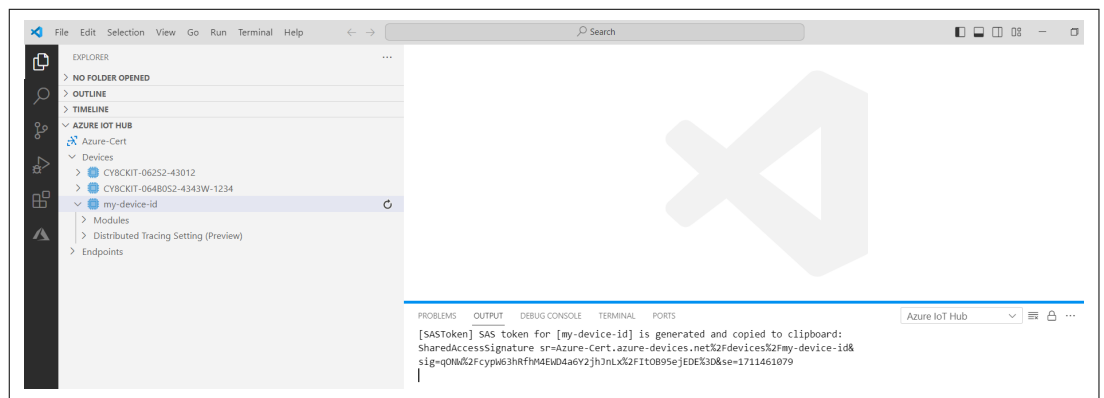 File Edit Selection View Go Run Terminal Help
Search
EXPLORER
NO FOLDER OPENED
OUTLINE
TIMELINE
AZURE IOT HUB
Azure-Cert
Devices
CY8CKIT-062S2-43012
CY8CKIT-064B0S2-4343W-1234
my-device-id
Modules
Distributed Tracing Setting (Preview)
Endpoints
PROBLEMS OUTPUT DEBUG CONSOLE TERMINAL PORTS
Azure IoT Hub
[SASToken] SAS token for [my-device-id] is generated and copied to clipboard:
SharedAccessSignature sr=Azure-Cert.azure-devices.net%2Fdevices%2Fmy-device-id&
sig=qONW%2FcypW63hRfhM4EWD4a6Y2jhJnLx%2FItOB95ejEDE%3D&se=1711461079